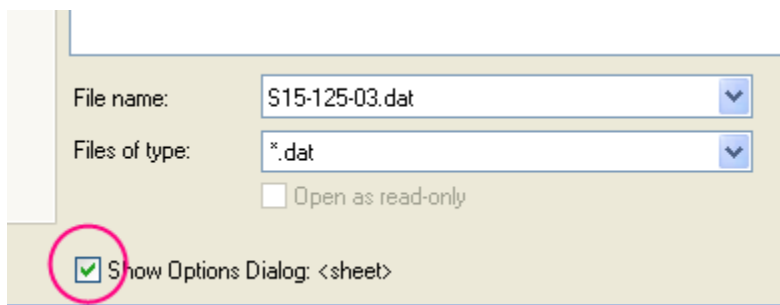 File name: S15-125-03.dat
Files of type: *.dat
Open as read-only
Show Options Dialog: <sheet>